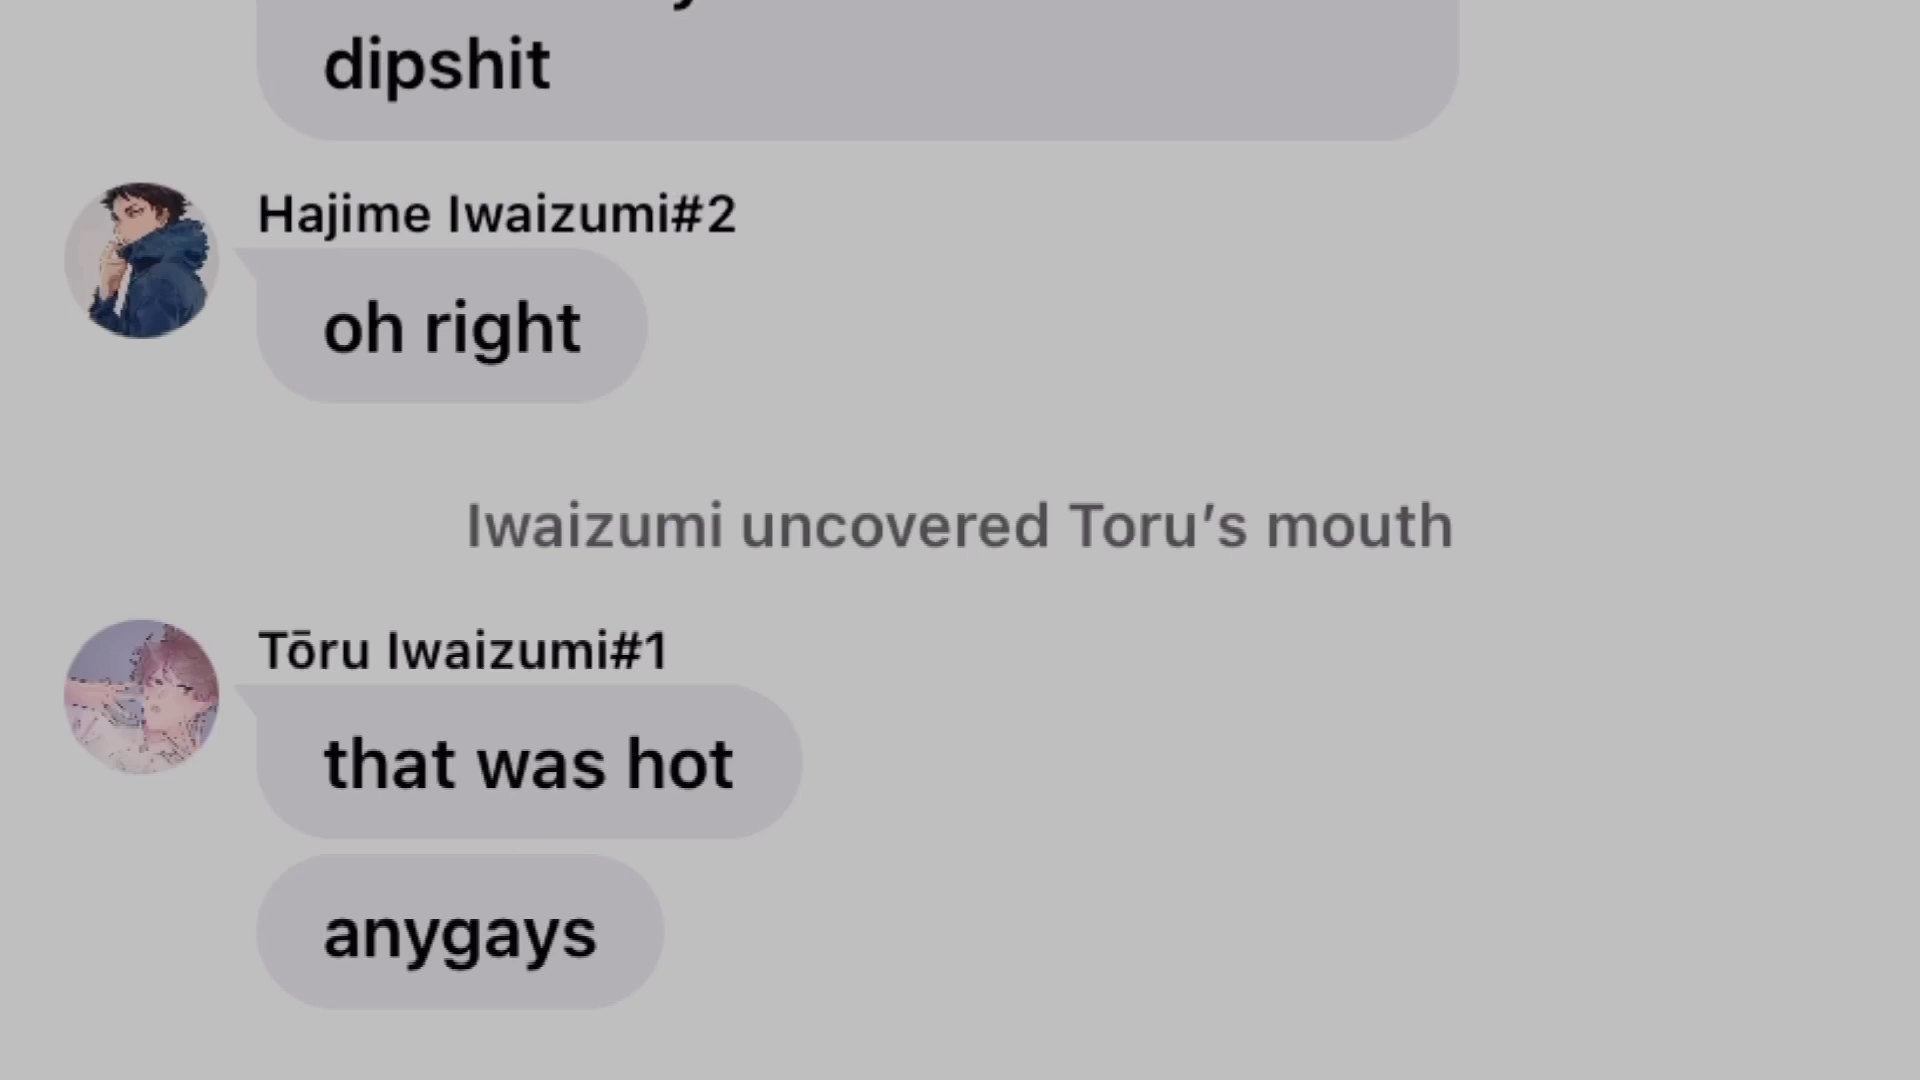 dipshit
Hajime Iwaizumi#2
oh right
Iwaizumi uncovered Toru’s mouth
Tōru Iwaizumi#1
that was hot
anygays